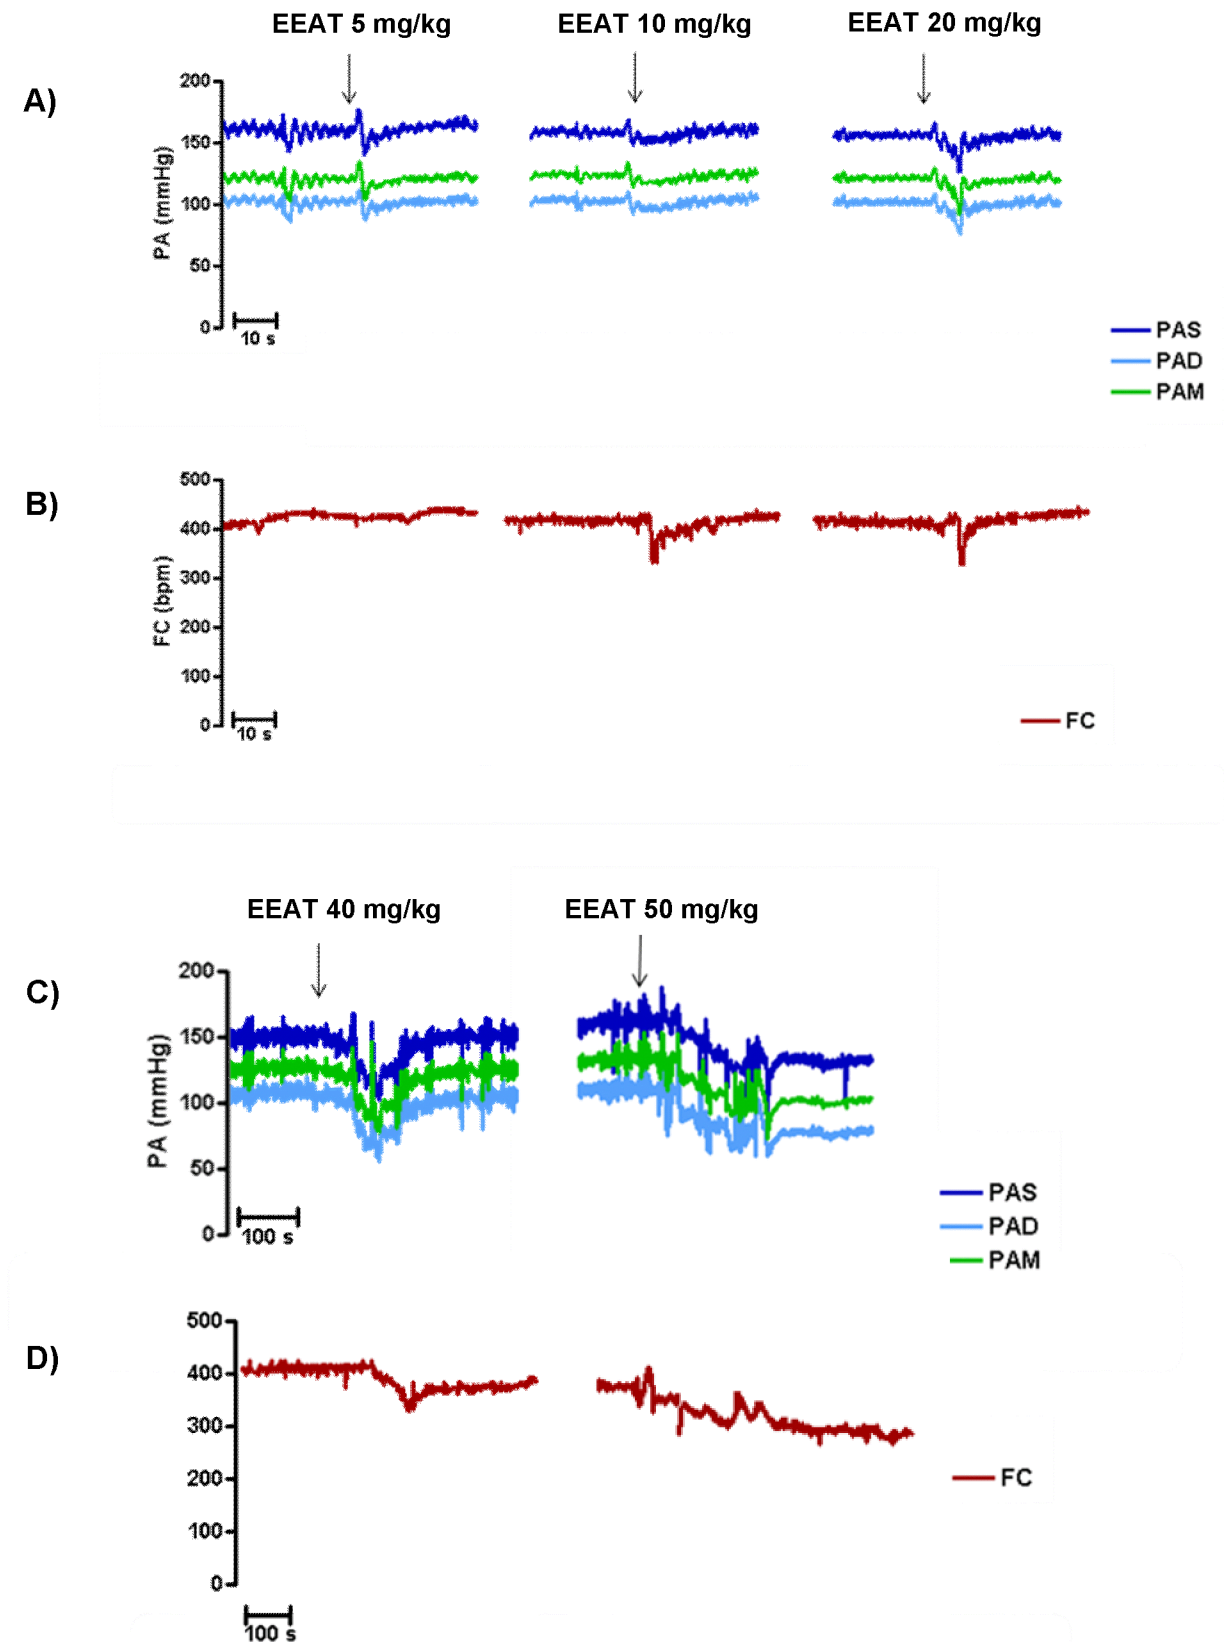 EEAT 5 mg/kg
EEAT 10 mg/kg
EEAT 20 mg/kg
A)
PA (mmHg)
200
150
100
50
0
10 s
PAS
PAD
PAM
B)
FC (bpm)
500
400
300
200
100
0
10 s
FC
EEAT 40 mg/kg
EEAT 50 mg/kg
C)
PA (mmHg)
200
150
100
50
0
100 s
PAS
PAD
PAM
D)
500
400
300
200
100
0
100 s
FC